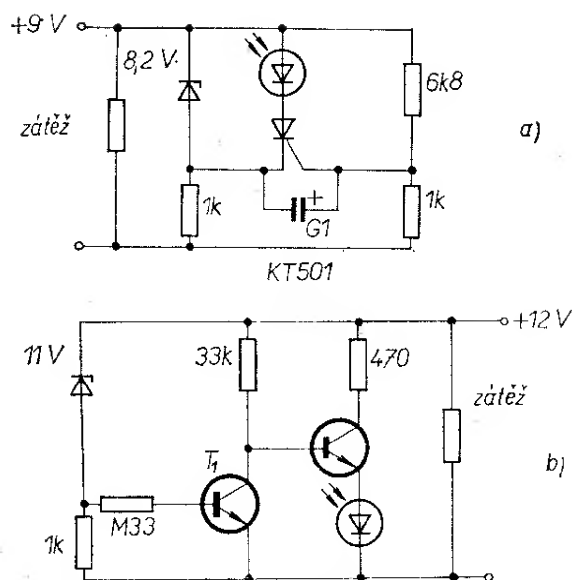 +9 V
8,2 V
6k8
zátěž
a)
1k
+
G1
1k
KT501
+12 V
11 V
33k
470
zátěž
T1
b)
M33
1k